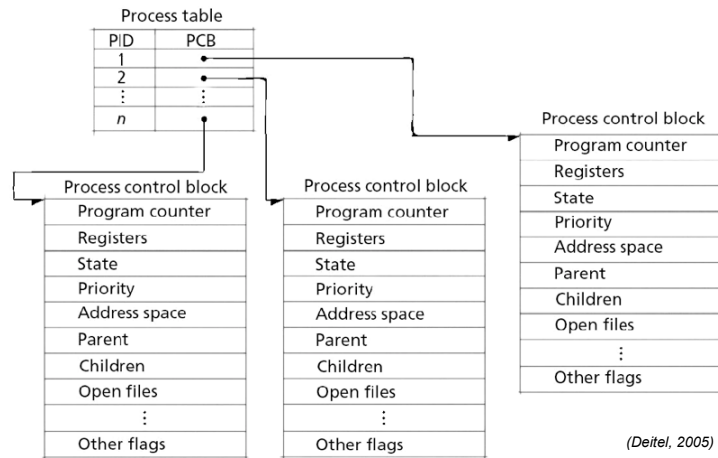 Process table
PID PCB
1
2
⋮ ⋮
n
Process control block
Program counter
Registers
State
Priority
Address space
Parent
Children
Open files
⋮
Other flags
Process control block
Program counter
Registers
State
Priority
Address space
Parent
Children
Open files
⋮
Other flags
Process control block
Program counter
Registers
State
Priority
Address space
Parent
Children
Open files
⋮
Other flags
(Deitel, 2005)